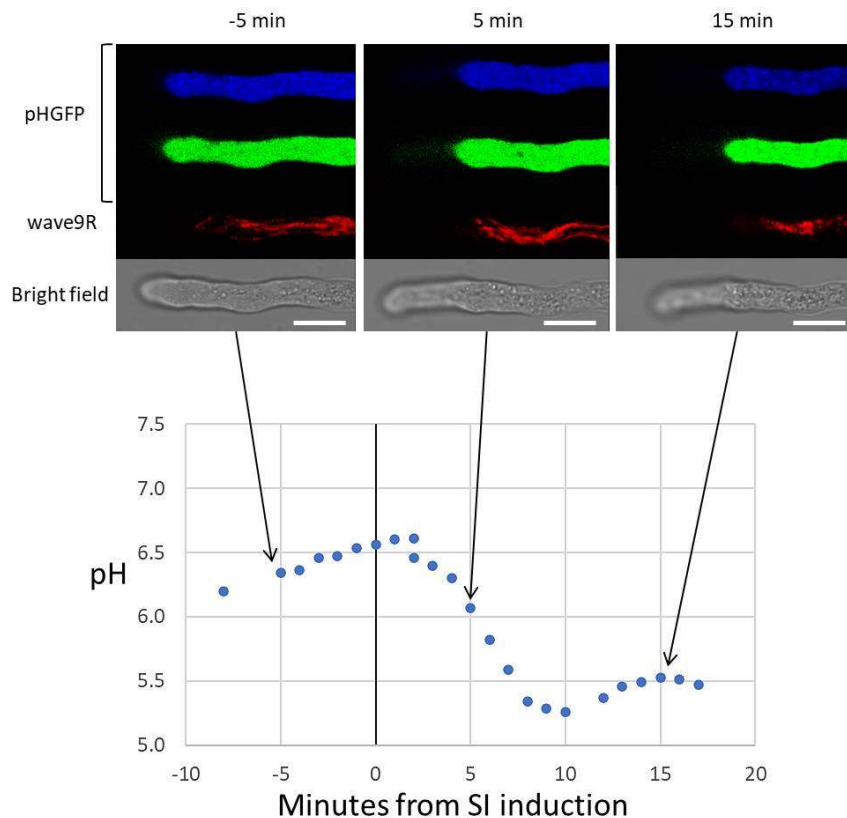 -5 min 5 min 15 min
pHGFP
wave9R
Bright field
7.5
7.0
6.5
pH
6.0
5.5
5.0
-10 -5 0 5 10 15 20
Minutes from SI induction